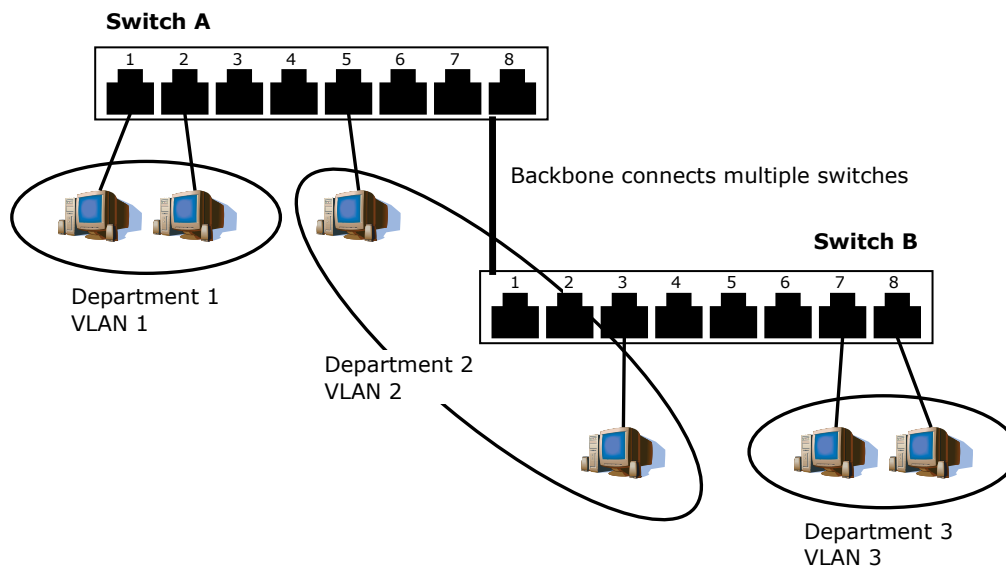 Switch A
1 2 3 4 5 6 7 8
Backbone connects multiple switches
Switch B
1 2 3 4 5 6 7 8
Department 1
VLAN 1
Department 2
VLAN 2
Department 3
VLAN 3